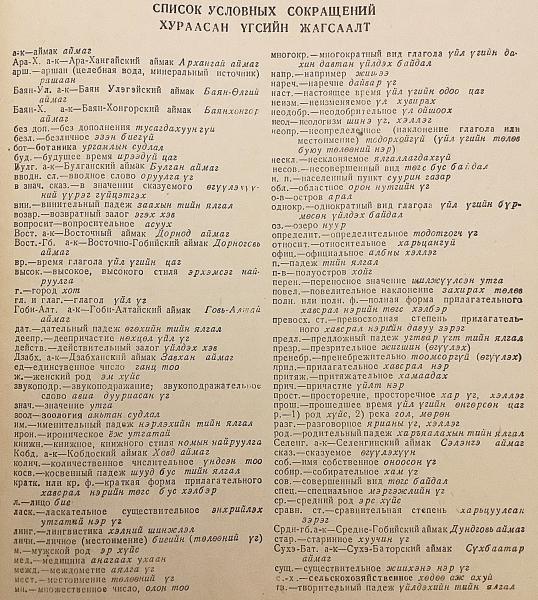 СПИСОК УСЛОВНЫХ СОКРАЩЕНИЙ
ХУРААСАН ҮГСИЙН ЖАГСААЛТ
а-к—аймак аймаг
Ара-Х. а-к—Ара-Хангайский аймак Архангай аймаг
арш.—аршан (целебная вода, минеральный источник)
рашаан
Баян-Ул. а-к—Баян Улэгэйский аймак Баян-Өлгий
аймаг
Баян-Х. а-к—Баян-Хонгорский аймак Баянхонгор
аймаг
без доп.—без дополнения тусагдахуунгүй
безл.—безличное эзэн биегүй
бот—ботаника ургамлын судлал
буд.—будущее время ирээдүй цаг
Булг. а-к—Булганский аймак Булган аймаг
вводн. сл.—вводное слово оруулга үг
в знач. сказ.—в значении сказуемого өгүүлэхүүний үүрэг гүйцэтгэх
вин.—винительный падеж заахын тийн ялгал
возвр.—возвратный залог эгэх хэв
вопросит—вопросительное асуух
Вост. а-к—Восточный аймак Дорнод аймаг
Вост.-Гб. а-к—Восточно-Гобийский аймак Дорноговь
аймаг
вр.—время глагола үйл үгийн цаг
высок.—высокое, высокого стиля эрхэмсэг найруулга
г.—город хот
гл. и глаг.—глагол үйл үг
Гоби-Алт. а-к—Гоби-Алтайский аймак Говь-Алтай
аймаг
дат.—дательный падеж өгөхийн тийн ялгал
деепр.—деепричастие нөхцөл үйл үг
действ.—действительный залог үйлдэх хэв
Дзабх. а-к—Дзабханский аймак Завхан аймаг
ед—единственное число ганц тоо
ж.—женский род эм хүйс
звукоподр.—звукоподражание; звукоподражательное
слово авиа дууриасан үг
знач.—значение утга
зоол—зоология амьтан судлал
им.—именительный падеж нэрлэхийн тийн ялгал
ирон.—ироническое ёж утгатай
книжн.—книжное, книжного стиля номын найруулга
Кобд. а-к—Кобдоский аймак Ховд аймаг
колич.—количественное числительное үндсэн тоо
косв.—косвенный падеж шууд бус тийн ялгал
кратк. или кр. ф.—краткая форма прилагательного
хавсрал нэрийн төгс бус хэлбэр
л.—лицо бие
ласк.—ласкательное существительное энхрийлэх
утгатай нэр үг
линг.—лингвистика хэлний шинжлэл
личн.—личное (местоимение) биеийн (төлөөний үг)
м.—мужской род эр хүйс
мед.—медицина анагаах ухаан
межд.—междометие аялга үг
мест.—местоимение төлөөний үг
мн.—множественное число, олон тоо
многокр.—многократный вид глагола үйл үгийн дахин давтан үйлдэх байдал
напр.—например жишээ
нареч.—наречие дайвар үг
наст.—настоящее время үйл үгийн одоо цаг
неизм.—неизменяемое үл хувирах
неодобр.—неодобрительное үл ойшоох
неол—неологизм шинэ үг, хэллэг
неопр.—неопределенное (наклонение глагола или
местоимение) тодорхойгүй (үйл үгийн төлөв
буюу төлөөний нэр)
нескл.—несклоняемое ялгаллагдахгүй
несов.—несовершенный вид төгс бус байдал
н. п.—населенный пункт суурин газар
обл.—областное орон нутгийн үг
о-в—остров арал
однокр.—однократный вид глагола үйл үгийн бүрмөсөн үйлдэх байдал
оз.—озеро нуур
определит.—определительное тодотгогч үг
относит.—относительное харьцангуй
офиц.—официальное албны хэллэг
п.—падеж тийн ялгал
п-в—полуостров хойг
перен.—переносное значение шилжүүлсэн утга
повел.—повелительное наклонение захирах төлөв
полн. или полн. ф.—полная форма прилагательного
хавсрал нэрийн төгс хэлбэр
превосх. ст.—превосходная степень прилагательного хавсрал нэрийн давуу зэрэг
предл.—предложный падеж угтвар үгт тийн ялгал
презр.—презрительное жигшин (өгүүлэх)
пренебр.—пренебрежительное тоомсоргүй (өгүүлэх)
прил.—прилагательное хавсрал нэр
притяж.—притяжательное хамаадах
прич.—причастие үйлт нэр
прост.—просторечие, просторечное хар үг, хэллэг
прош.—прошедшее время үйл үгийн өнгөрсөн цаг
р.—1) род хүйс, 2) река гол, мөрөн
разг.—разговорное ярианы үг, хэллэг
род.—родительный падеж харьяалахын тийн ялгал
Селенг. а-к—Селенгинский аймак Сэлэнгэ аймаг
сказ.—сказуемое өгүүлэхүүн
соб.—имя собственное оноосон үг
собир.—собирательное хам үг
сов.—совершенный вид төгс байдал
спец.—специальное мэргэжлийн үг
ср.—средний род эрс хүйс
сравн. ст.—сравнительная степень харьцуулсан
зэрэг
Срдн-гб.а-к—Средне-Гобийский аймак Дундговь аймаг
стар.—старинное хуучин үг
Сухэ-Бат. а-к—Сухэ-Баторский аймак Сүхбаатар
аймаг
сущ.—существительное жинхэнэ нэр үг
с.-х.—сельскохозяйственное хөдөө аж ахуй
тв.—творительный падеж үйлдэхийн тийн ялгал